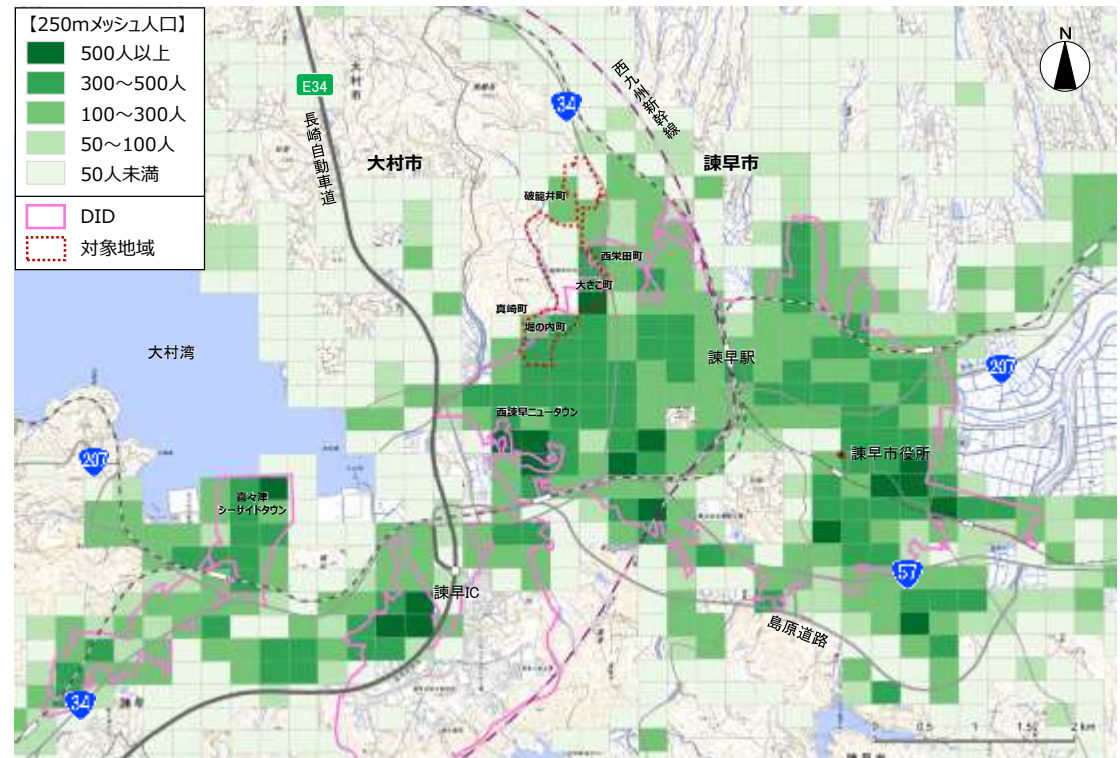 【250mメッシュ人口】
500人以上
300～500人
100～300人
50～100人
50人未満
DID
対象地域
N
E34
長崎自動車道
大村市
大村市
34
西九州新幹線
諫早市
破籠井町
西栄田町
大さこ町
真崎町
堀の内町
大村湾
諫早駅
207
西諫早ニュータウン
207
諫早市役所
喜々津
シーサイドタウン
諫早IC
57
島原道路
34
0 0.5 1 1.5 2 km